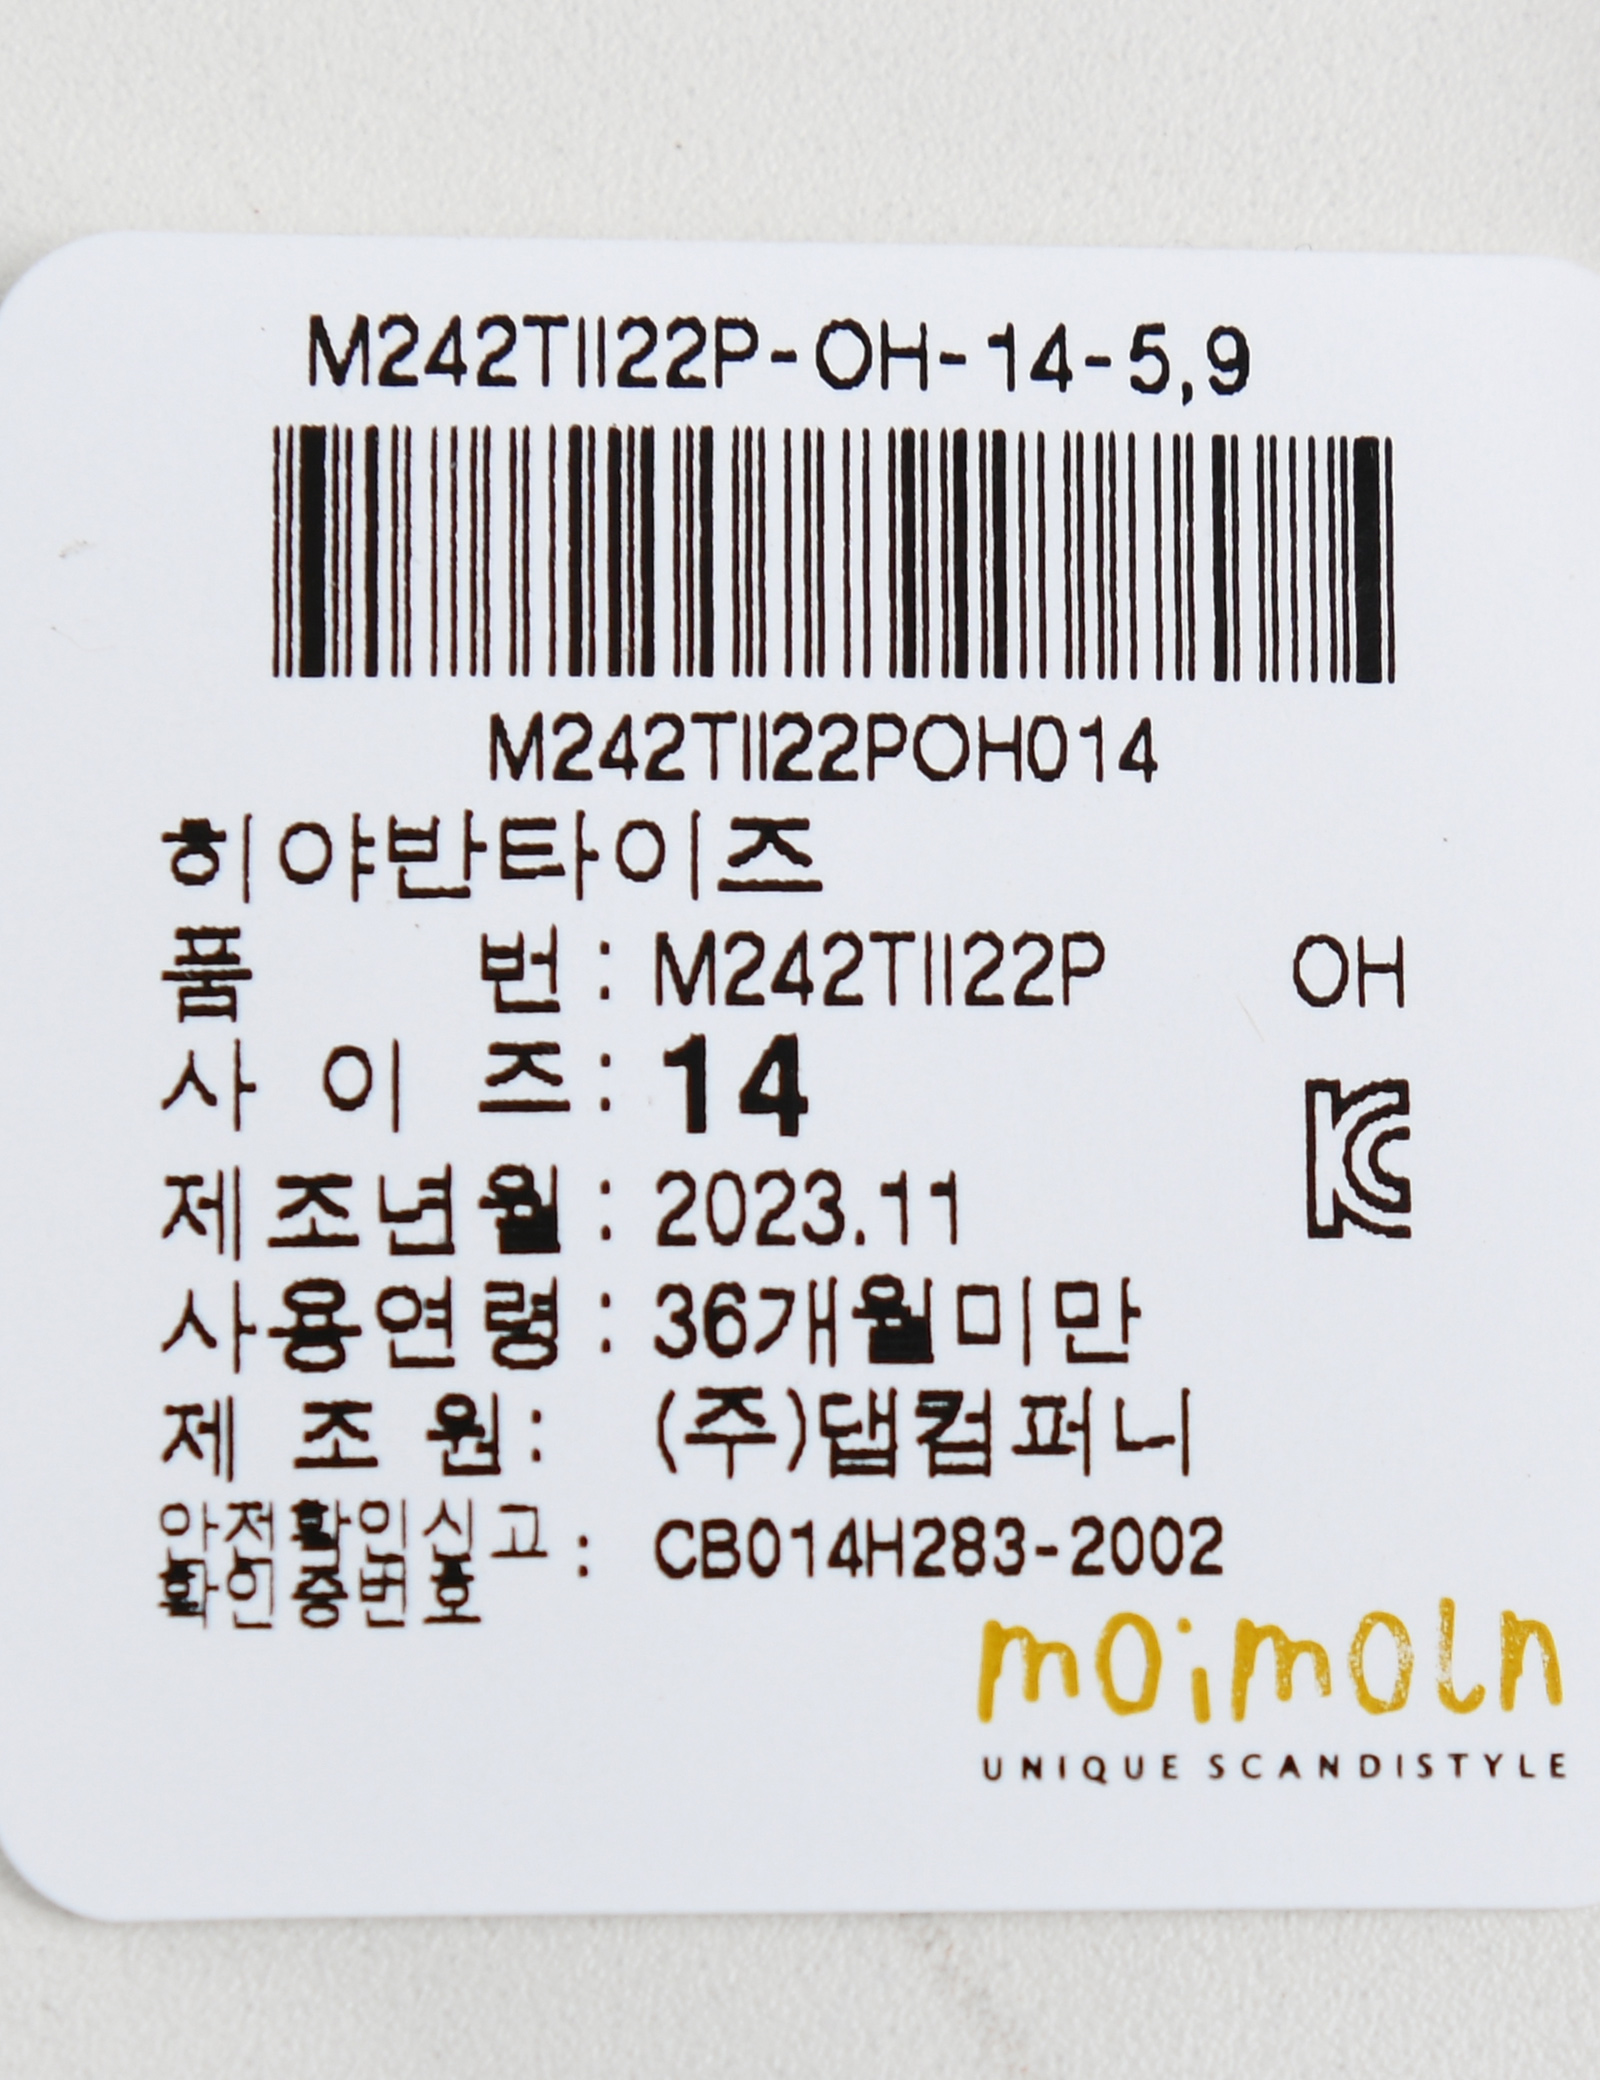 M242TII22P-OH-14-5,9
M242TII22POH014
히야반타이즈
품 번 : M242TII22P OH
사 이 즈 : 14
제조년월 : 2023.11
사용연령 : 36개월미만
제 조 원 : (주)댑컴퍼니
안전확인신고 : CB014H283-2002
확인증번호
moimoln
UNIQUE SCANDISTYLE